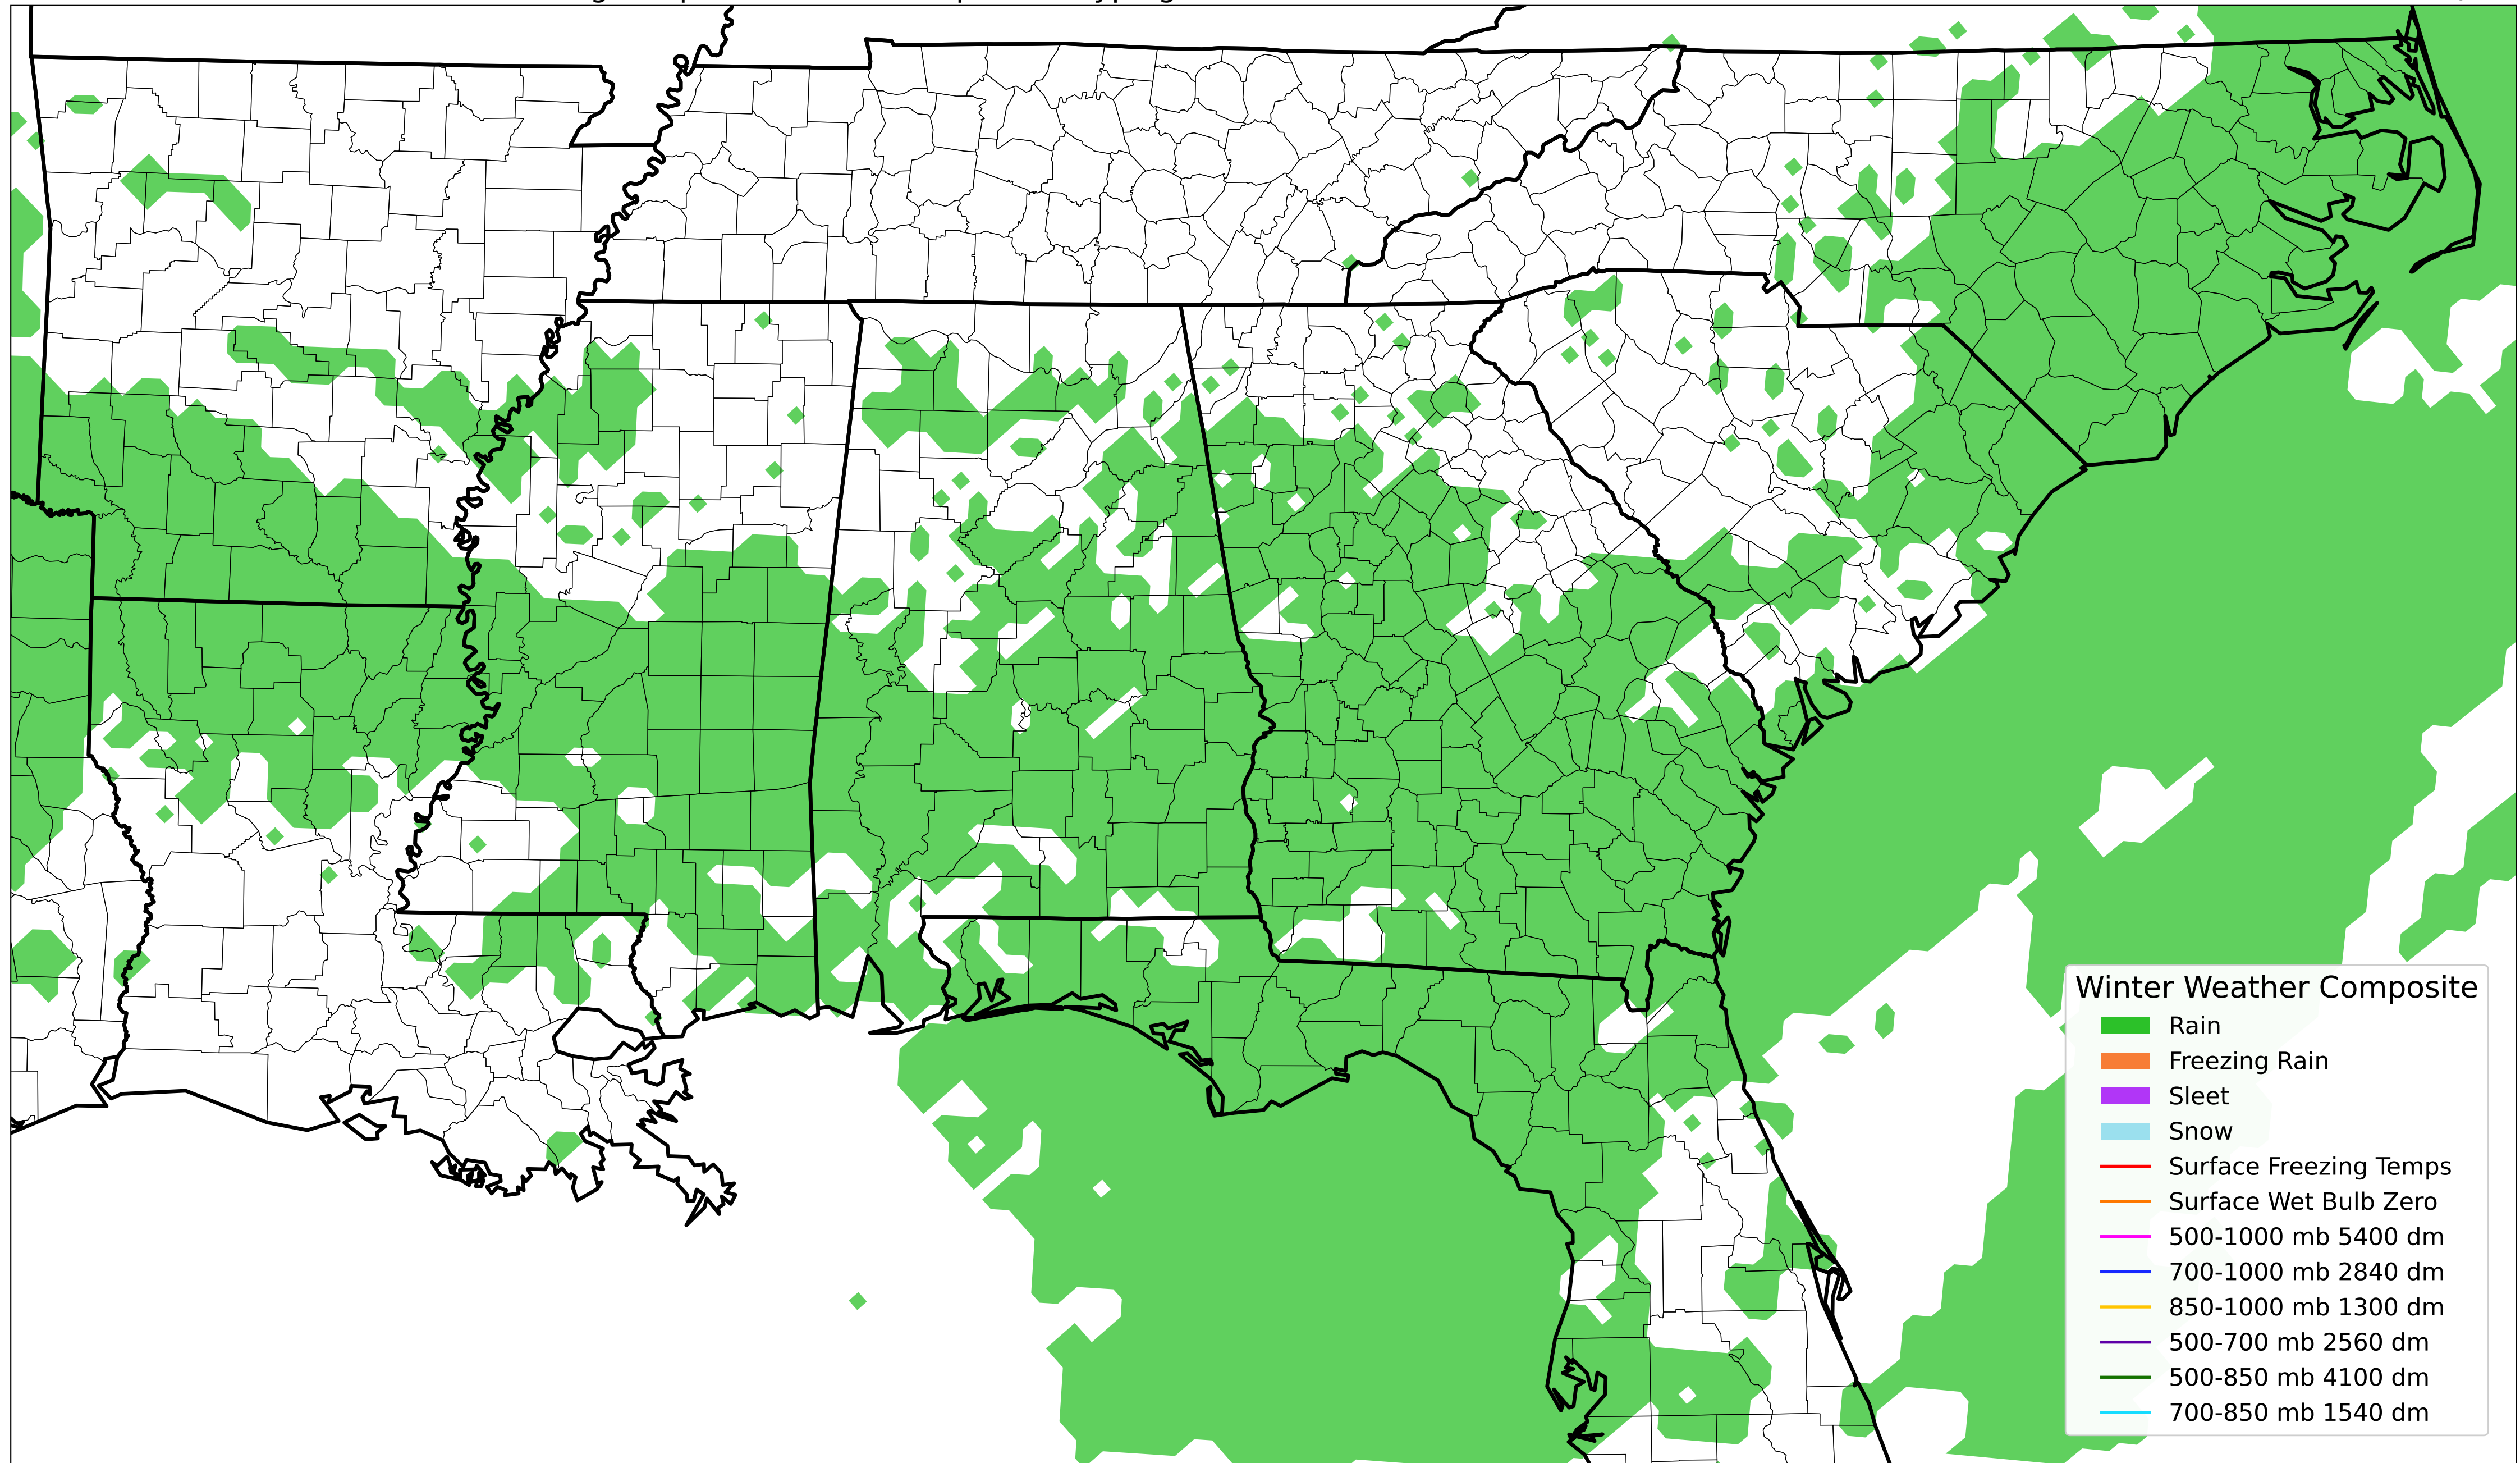 Winter Weather Composite
Rain
Freezing Rain
Sleet
Snow
Surface Freezing Temps
Surface Wet Bulb Zero
500-1000 mb 5400 dm
700-1000 mb 2840 dm
850-1000 mb 1300 dm
500-700 mb 2560 dm
500-850 mb 4100 dm
700-850 mb 1540 dm